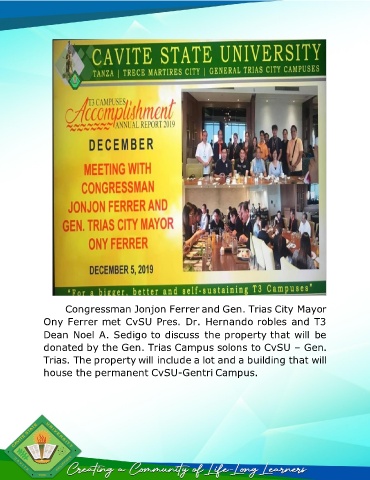 CAVITE STATE UNIVERSITY
TANZA | TRECE MARTIRES CITY | GENERAL TRIAS CITY CAMPUSES
T3 CAMPUSES
Accomplishment
ANNUAL REPORT 2019
DECEMBER
MEETING WITH
CONGRESSMAN
JONJON FERRER AND
GEN. TRIAS CITY MAYOR
ONY FERRER
DECEMBER 5, 2019
"For a bigger, better and self-sustaining T3 Campuses"
Congressman Jonjon Ferrer and Gen. Trias City Mayor
Ony Ferrer met CvSU Pres. Dr. Hernando robles and T3
Dean Noel A. Sedigo to discuss the property that will be
donated by the Gen. Trias Campus solons to CvSU – Gen.
Trias. The property will include a lot and a building that will
house the permanent CvSU-Gentri Campus.
Creating a Community of Life-Long Learners